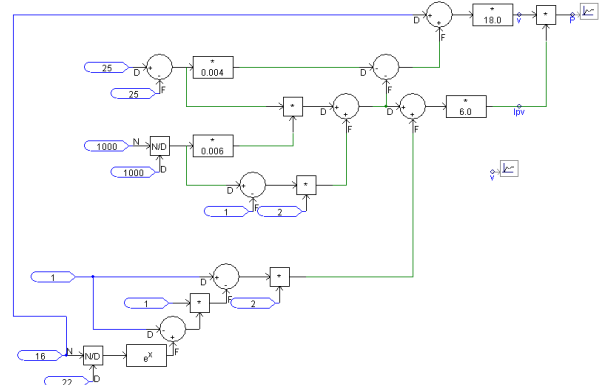 D + + F * 18.0 v * P
25 D + - F * 0.004 D - - F
25
* D + + F D + + F * 6.0 Ipv
1000 N N/D D * 0.006
1000
v
D + - F *
1 2
1 D + - F *
1 * 2
D - + F
16 N N/D D e^x
22